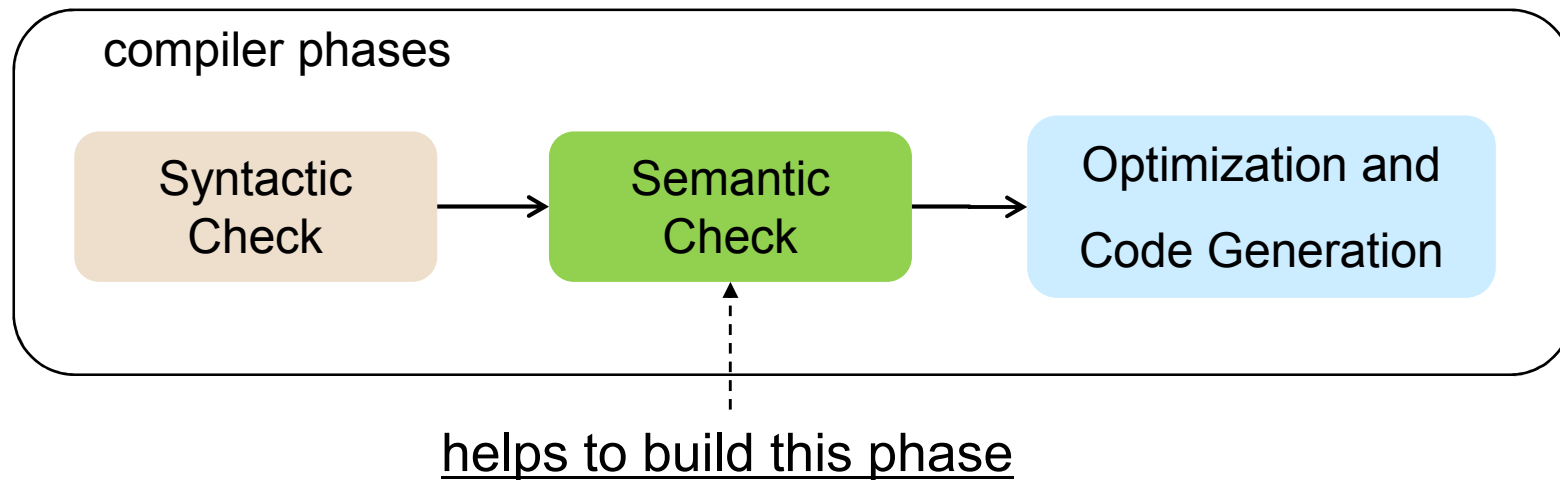 compiler phases
Syntactic
Check
Semantic
Check
Optimization and
Code Generation
helps to build this phase